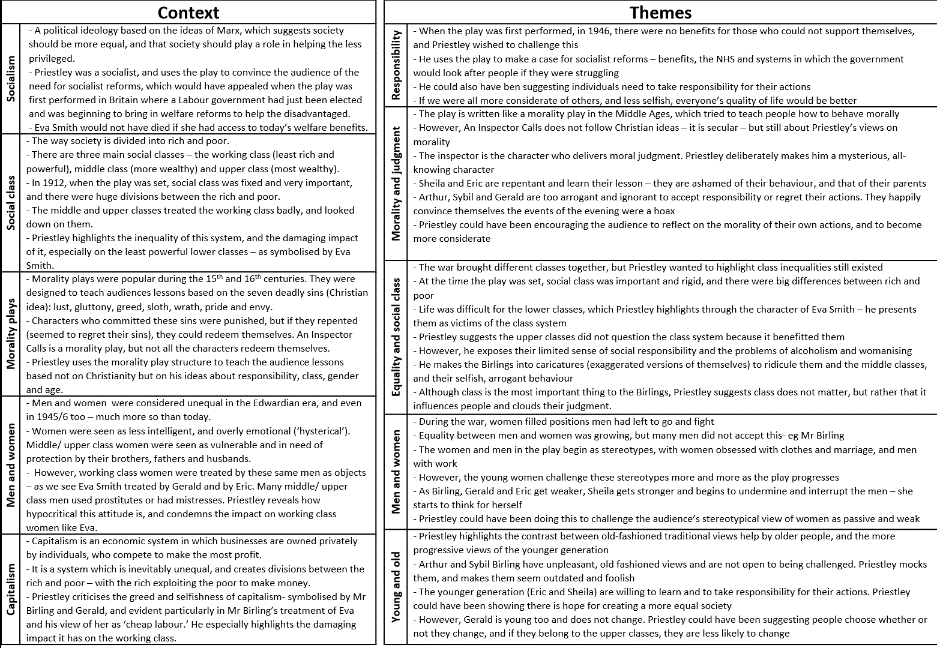 Context
Socialism
- A political ideology based on the ideas of Marx, which suggests society
should be more equal, and that society should play a role in helping the less
privileged.
- Priestley was a socialist, and uses the play to convince the audience of the
need for socialist reforms, which would have appealed when the play was
first performed in Britain where a Labour government had just been elected
and was beginning to bring in welfare reforms to help the disadvantaged.
- Eva Smith would not have died if she had access to today's welfare benefits.
Social class
- The way society is divided into rich and poor.
- There are three main social classes – the working class (least rich and
powerful), middle class (more wealthy) and upper class (most wealthy).
- In 1912, when the play was set, social class was fixed and very important,
and there were huge divisions between the rich and poor.
- The middle and upper classes treated the working class badly, and looked
down on them.
- Priestley highlights the inequality of this system, and the damaging impact
of it, especially on the least powerful lower classes – as symbolised by Eva
Smith.
Morality plays
- Morality plays were popular during the 15th and 16th centuries. They were
designed to teach audiences lessons based on the seven deadly sins (Christian
idea): lust, gluttony, greed, sloth, wrath, pride and envy.
- Characters who committed these sins were punished, but if they repented
(seemed to regret their sins), they could redeem themselves. An Inspector
Calls is a morality play, but not all the characters redeem themselves.
- Priestley uses the morality play structure to teach the audience lessons
based not on Christianity but on his ideas about responsibility, class, gender
and age.
Men and women
- Men and women were considered unequal in the Edwardian era, and even
in 1945/6 too – much more so than today.
- Women were seen as less intelligent, and overly emotional ('hysterical').
Middle/ upper class women were seen as vulnerable and in need of
protection by their brothers, fathers and husbands.
- However, working class women were treated by these same men as objects
– as we see Eva Smith treated by Gerald and by Eric. Many middle/ upper
class men used prostitutes or had mistresses. Priestley reveals how
hypocritical this attitude is, and condemns the impact on working class
women like Eva.
Capitalism
- Capitalism is an economic system in which businesses are owned privately
by individuals, who compete to make the most profit.
- It is a system which is inevitably unequal, and creates divisions between the
rich and poor – with the rich exploiting the poor to make money.
- Priestley criticises the greed and selfishness of capitalism- symbolised by Mr
Birling and Gerald, and evident particularly in Mr Birling's treatment of Eva
and his view of her as 'cheap labour.' He especially highlights the damaging
impact it has on the working class.
Themes
Responsibility
- When the play was first performed, in 1946, there were no benefits for those who could not support themselves,
and Priestley wished to challenge this
- He uses the play to make a case for socialist reforms – benefits, the NHS and systems in which the government
would look after people if they were struggling
- He could also have ben suggesting individuals need to take responsibility for their actions
- If we were all more considerate of others, and less selfish, everyone's quality of life would be better
Morality and judgment
- The play is written like a morality play in the Middle Ages, which tried to teach people how to behave morally
- However, An Inspector Calls does not follow Christian ideas – it is secular – but still about Priestley's views on
morality
- The inspector is the character who delivers moral judgment. Priestley deliberately makes him a mysterious, all-
knowing character
- Sheila and Eric are repentant and learn their lesson – they are ashamed of their behaviour, and that of their parents
- Arthur, Sybil and Gerald are too arrogant and ignorant to accept responsibility or regret their actions. They happily
convince themselves the events of the evening were a hoax
- Priestley could have been encouraging the audience to reflect on the morality of their own actions, and to become
more considerate
Equality and social class
- The war brought different classes together, but Priestley wanted to highlight class inequalities still existed
- At the time the play was set, social class was important and rigid, and there were big differences between rich and
poor
- Life was difficult for the lower classes, which Priestley highlights through the character of Eva Smith – he presents
them as victims of the class system
- Priestley suggests the upper classes did not question the class system because it benefitted them
- However, he exposes their limited sense of social responsibility and the problems of alcoholism and womanising
- He makes the Birlings into caricatures (exaggerated versions of themselves) to ridicule them and the middle classes,
and their selfish, arrogant behaviour
- Although class is the most important thing to the Birlings, Priestley suggests class does not matter, but rather that it
influences people and clouds their judgment.
Men and women
- During the war, women filled positions men had left to go and fight
- Equality between men and women was growing, but many men did not accept this- eg Mr Birling
- The women and men in the play begin as stereotypes, with women obsessed with clothes and marriage, and men
with work
- However, the young women challenge these stereotypes more and more as the play progresses
- As Birling, Gerald and Eric get weaker, Sheila gets stronger and begins to undermine and interrupt the men – she
starts to think for herself
- Priestley could have been doing this to challenge the audience's stereotypical view of women as passive and weak
Young and old
- Priestley highlights the contrast between old-fashioned traditional views help by older people, and the more
progressive views of the younger generation
- Arthur and Sybil Birling have unpleasant, old fashioned views and are not open to being challenged. Priestley mocks
them, and makes them seem outdated and foolish
- The younger generation (Eric and Sheila) are willing to learn and to take responsibility for their actions. Priestley
could have been showing there is hope for creating a more equal society
- However, Gerald is young too and does not change. Priestley could have been suggesting people choose whether or
not they change, and if they belong to the upper classes, they are less likely to change